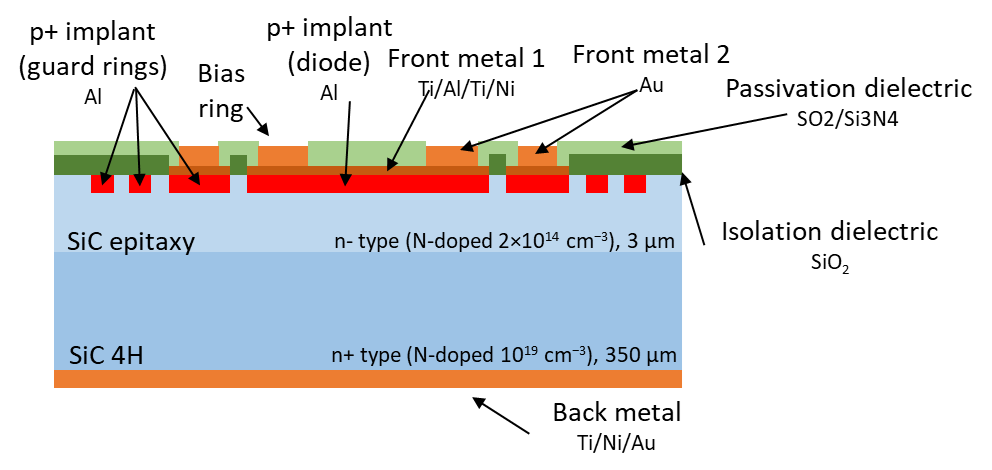 p+ implant
(guard rings)
Al
Bias
ring
p+ implant
(diode)
Al
Front metal 1
Ti/Al/Ti/Ni
Front metal 2
Au
Passivation dielectric
SO2/Si3N4
SiC epitaxy
n- type (N-doped 2×10¹⁴ cm⁻³), 3 μm
Isolation dielectric
SiO₂
SiC 4H
n+ type (N-doped 10¹⁹ cm⁻³), 350 μm
Back metal
Ti/Ni/Au